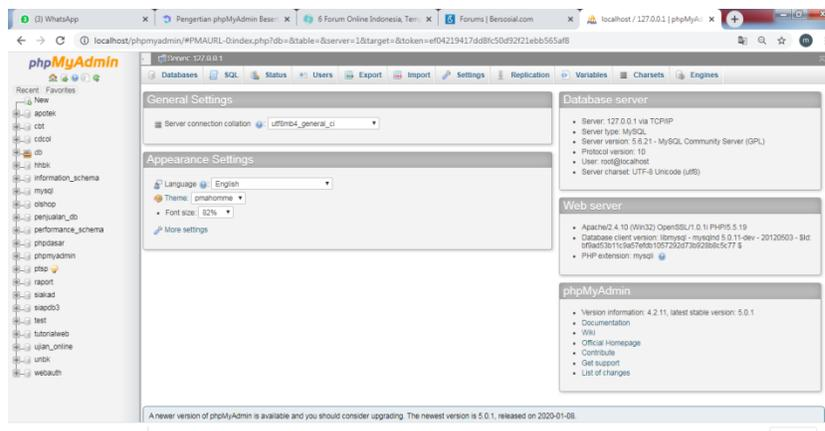 (3) WhatsApp
Pengertian phpMyAdmin Beser
6 Forum Online Indonesia, Tem
Forums | Bersosial.com
localhost / 127.0.0.1 | phpMyAd
localhost/phpmyadmin/#PMAURL-0:index.php?db=&table=&server=1&target=&token=ef04219417dd8fc50d92f21ebb565af8
phpMyAdmin
Recent Favorites
New
apotek
cbt
cdcol
db
hhbk
information_schema
mysql
olshop
penjualan_db
performance_schema
phpdasar
phpmyadmin
ptsp
raport
siakad
siapdb3
test
tutorialweb
ujian_online
unbk
webauth
Server: 127.0.0.1
Databases SQL Status Users Export Import Settings Replication Variables Charsets Engines
General Settings
Server connection collation : utf8mb4_general_ci
Appearance Settings
Language : English
Theme: pmahomme
Font size: 82%
More settings
Database server
Server: 127.0.0.1 via TCP/IP
Server type: MySQL
Server version: 5.6.21 - MySQL Community Server (GPL)
Protocol version: 10
User: root@localhost
Server charset: UTF-8 Unicode (utf8)
Web server
Apache/2.4.10 (Win32) OpenSSL/1.0.1i PHP/5.5.19
Database client version: libmysql - mysqlnd 5.0.11-dev - 20120503 - $Id:
bf9ad53b11c9a57efdb1057292d73b928b8c5c77 $
PHP extension: mysqli
phpMyAdmin
Version information: 4.2.11, latest stable version: 5.0.1
Documentation
Wiki
Official Homepage
Contribute
Get support
List of changes
A newer version of phpMyAdmin is available and you should consider upgrading. The newest version is 5.0.1, released on 2020-01-08.